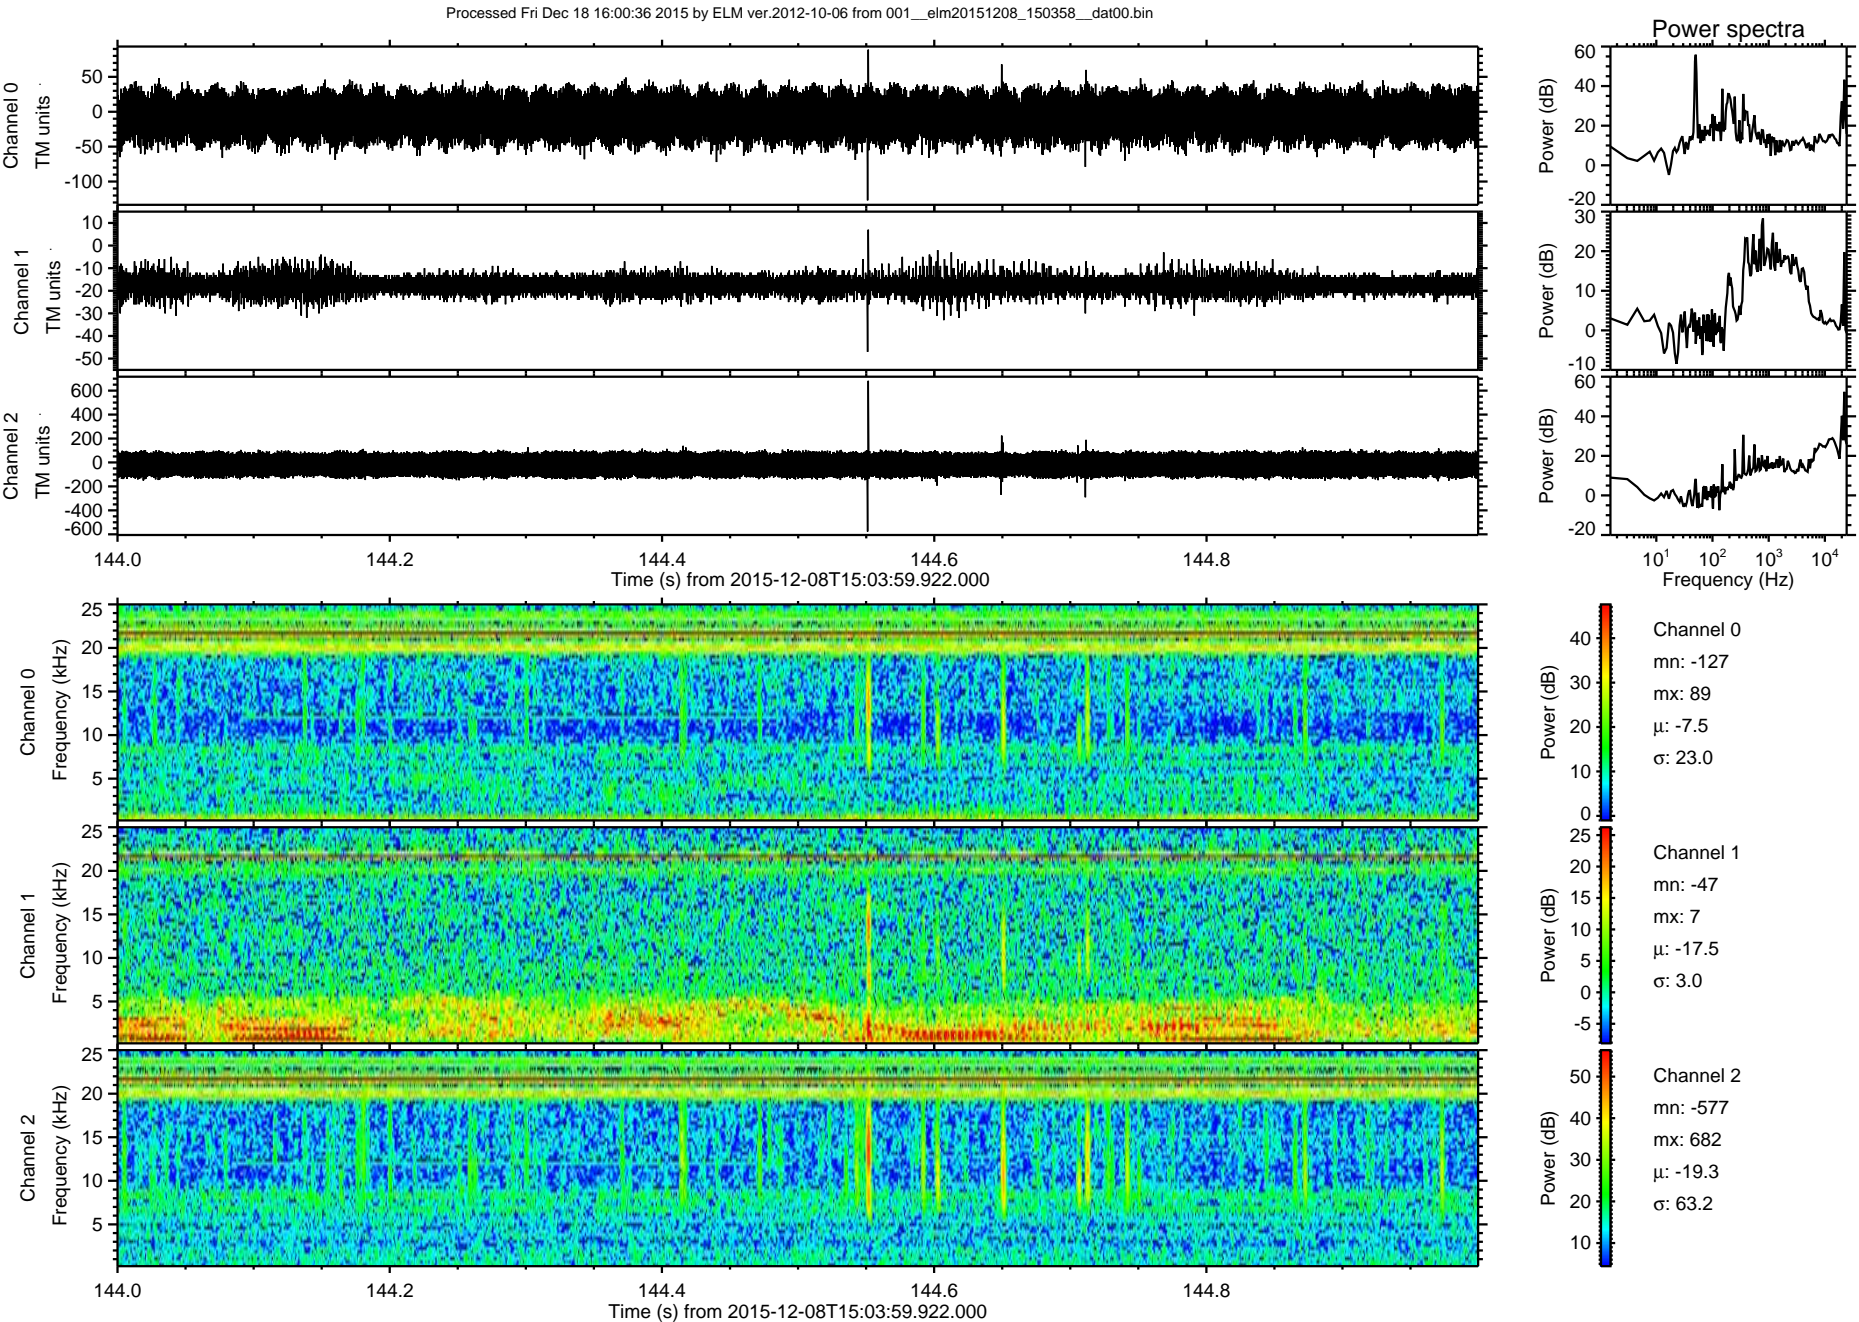 Processed Fri Dec 18 16:00:36 2015 by ELM ver.2012-10-06 from 001__elm20151208_150358__dat00.bin
Power spectra
Channel 0
TM units
50
0
-50
-100
Power (dB)
60
40
20
0
-20
Channel 1
TM units
10
0
-10
-20
-30
-40
-50
Power (dB)
30
20
10
0
-10
Channel 2
TM units
600
400
200
0
-200
-400
-600
Power (dB)
60
40
20
0
-20
144.0 144.2 144.4 144.6 144.8
Time (s) from 2015-12-08T15:03:59.922.000
10¹ 10² 10³ 10⁴
Frequency (Hz)
Channel 0
Frequency (kHz)
25
20
15
10
5
Power (dB)
40
30
20
10
0
Channel 0
mn: -127
mx: 89
μ: -7.5
σ: 23.0
Channel 1
Frequency (kHz)
25
20
15
10
5
Power (dB)
25
20
15
10
5
0
-5
Channel 1
mn: -47
mx: 7
μ: -17.5
σ: 3.0
Channel 2
Frequency (kHz)
25
20
15
10
5
Power (dB)
50
40
30
20
10
Channel 2
mn: -577
mx: 682
μ: -19.3
σ: 63.2
144.0 144.2 144.4 144.6 144.8
Time (s) from 2015-12-08T15:03:59.922.000